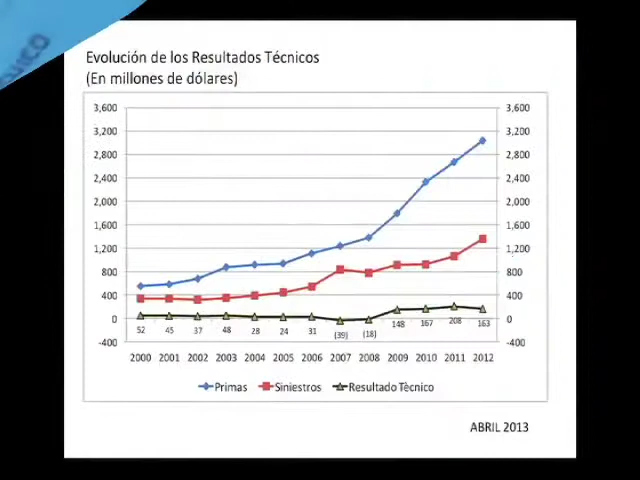 Evolución de los Resultados Técnicos
(En millones de dólares)
3,600 3,600
3,200 3,200
2,800 2,800
2,400 2,400
2,000 2,000
1,600 1,600
1,200 1,200
800 800
400 400
0 0
52 45 37 48 28 24 31 (39) (18) 148 167 208 163
-400 -400
2000 2001 2002 2003 2004 2005 2006 2007 2008 2009 2010 2011 2012
Primas Siniestros Resultado Tècnico
ABRIL 2013